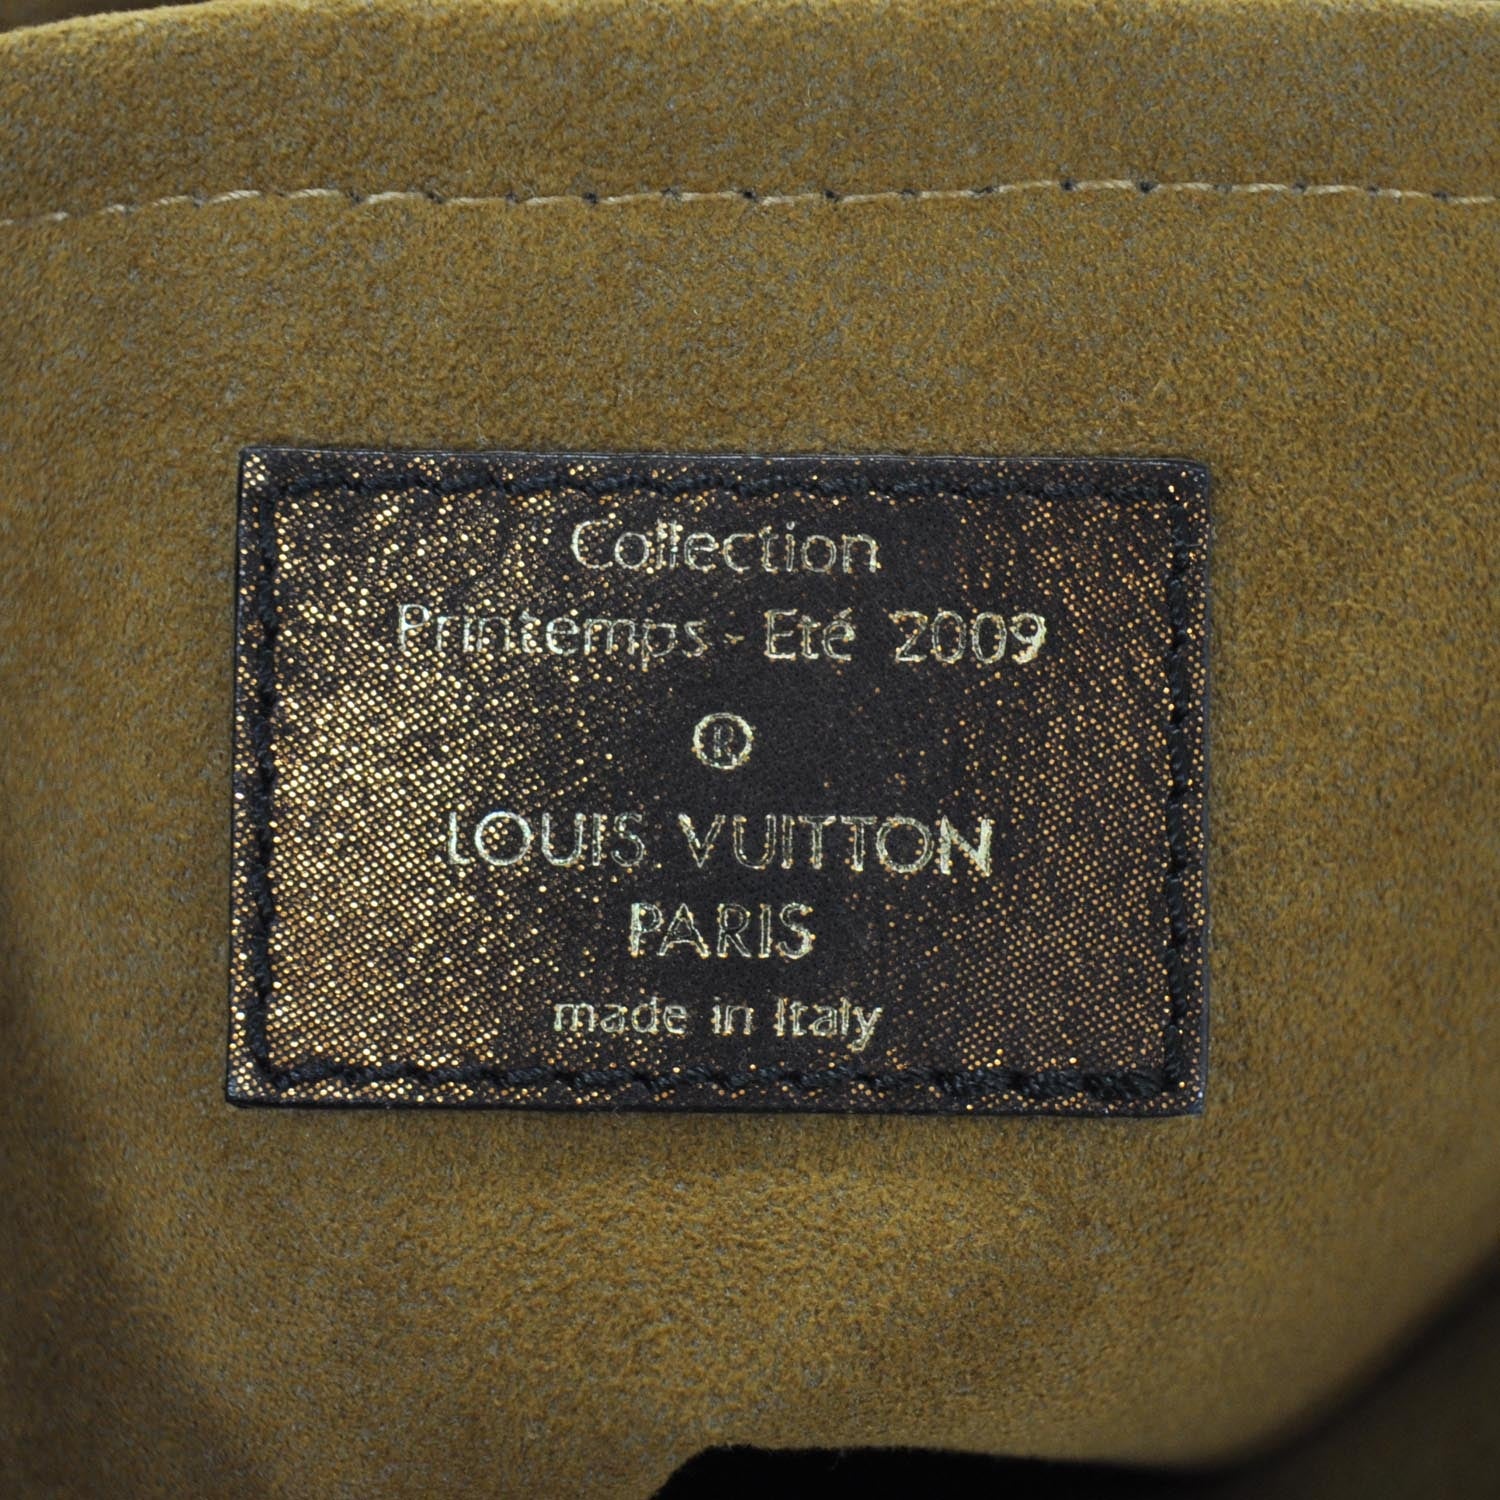 Collection
Printemps - Eté 2009
®
LOUIS VUITTON
PARIS
made in Italy